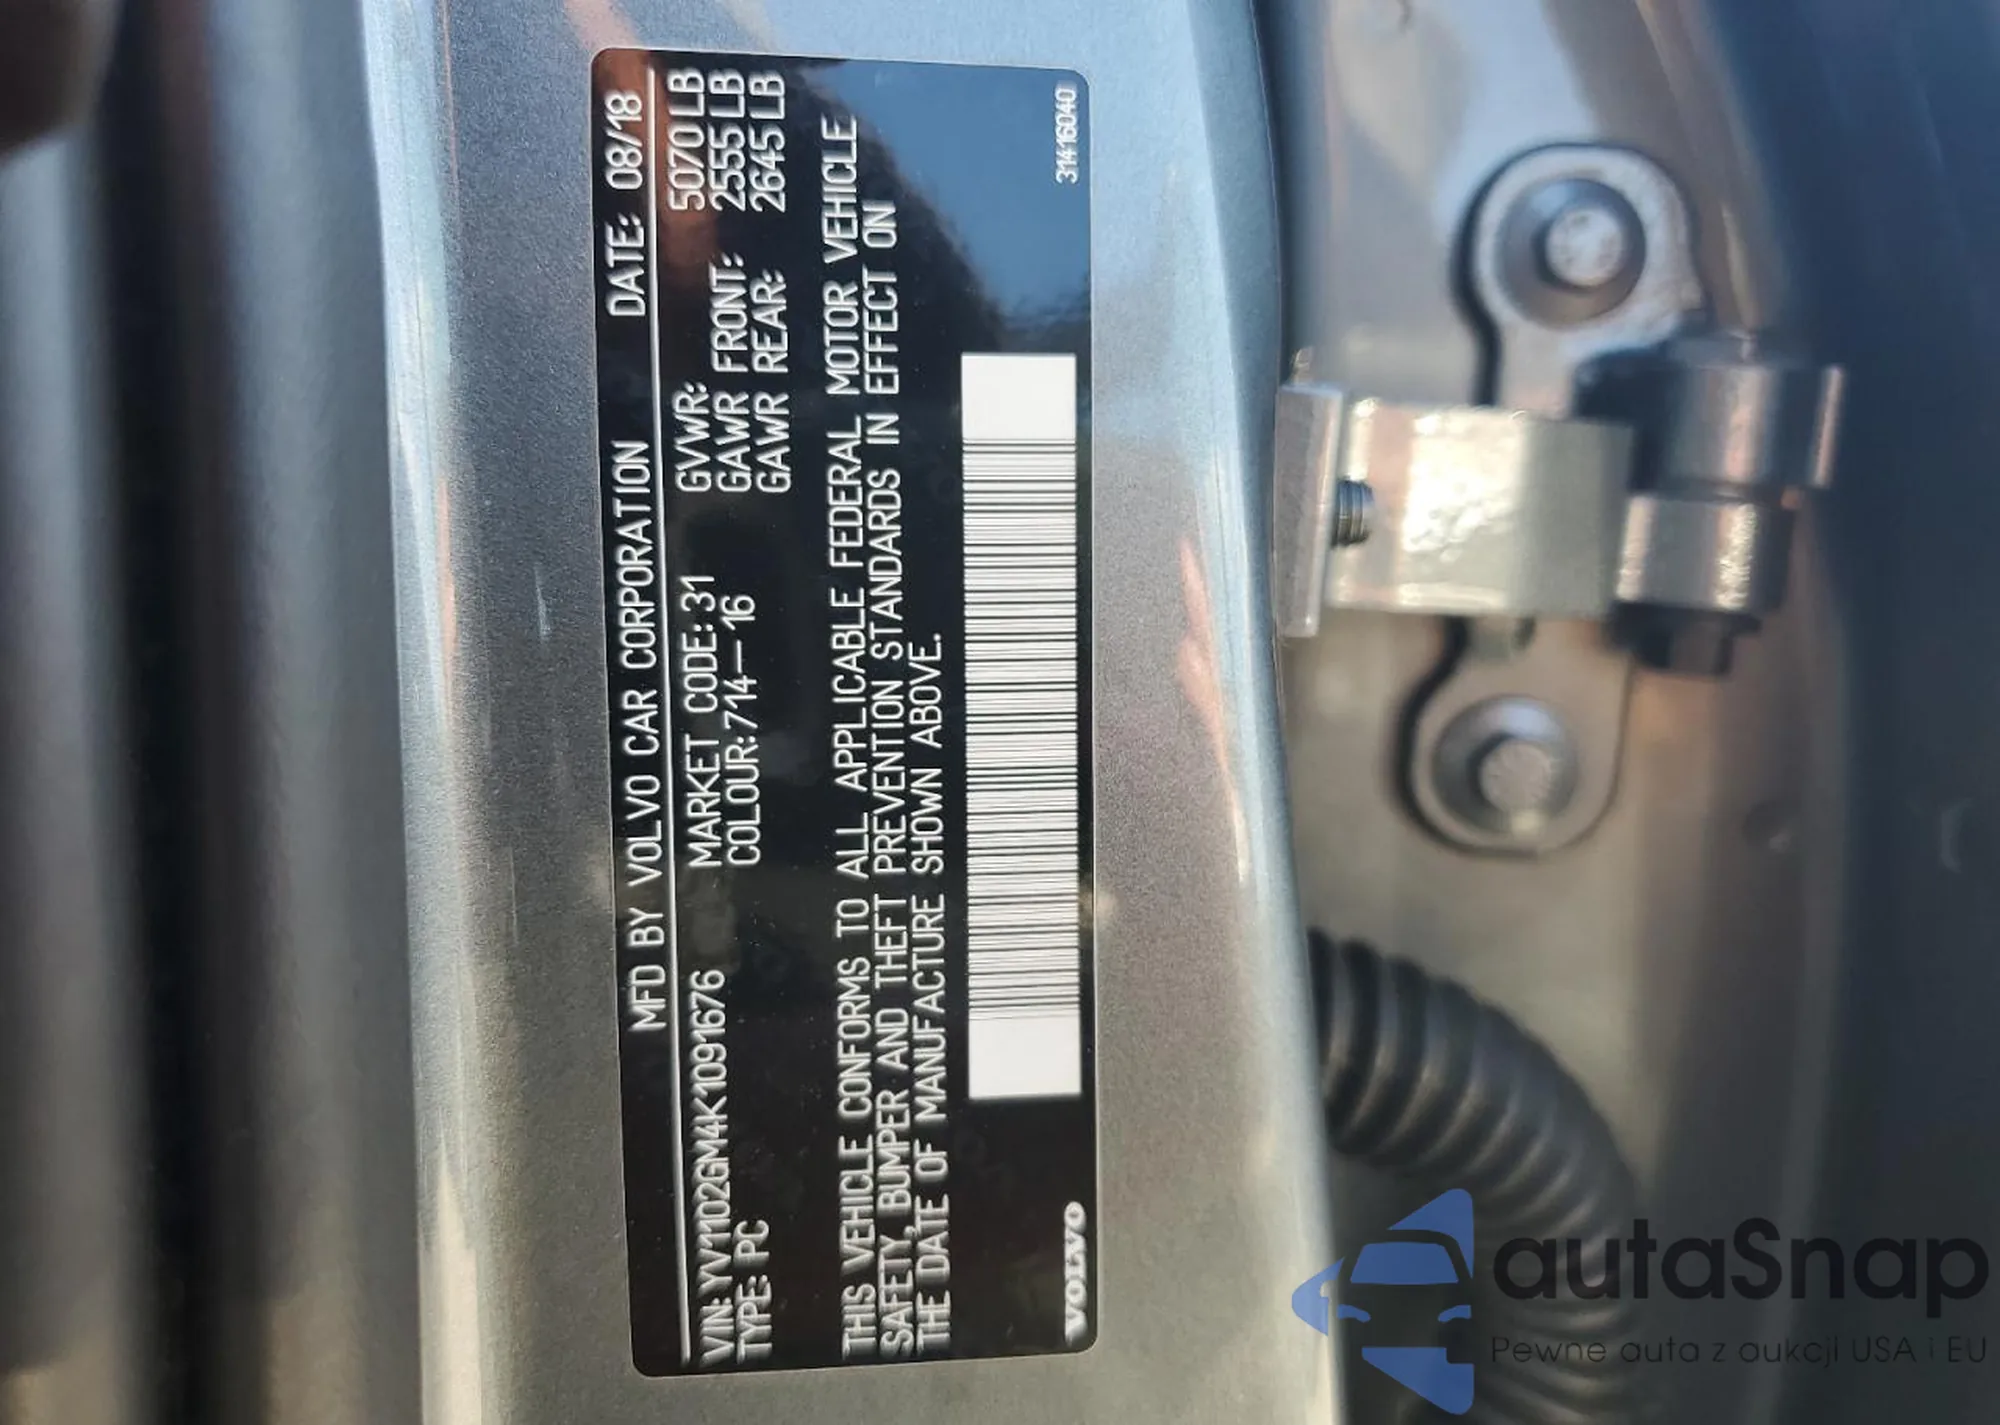 MFD BY VOLVO CAR CORPORATION DATE: 08/18
VIN: YV1102GM4K1091676 MARKET CODE: 31 GVWR: 5070 LB
TYPE: PC COLOUR: 714-16 GAWR FRONT: 2555 LB
GAWR REAR: 2645 LB
THIS VEHICLE CONFORMS TO ALL APPLICABLE FEDERAL MOTOR VEHICLE
SAFETY, BUMPER AND THEFT PREVENTION STANDARDS IN EFFECT ON
THE DATE OF MANUFACTURE SHOWN ABOVE.
VOLVO 31416040
autaSnap
Pewne auta z aukcji USA i EU